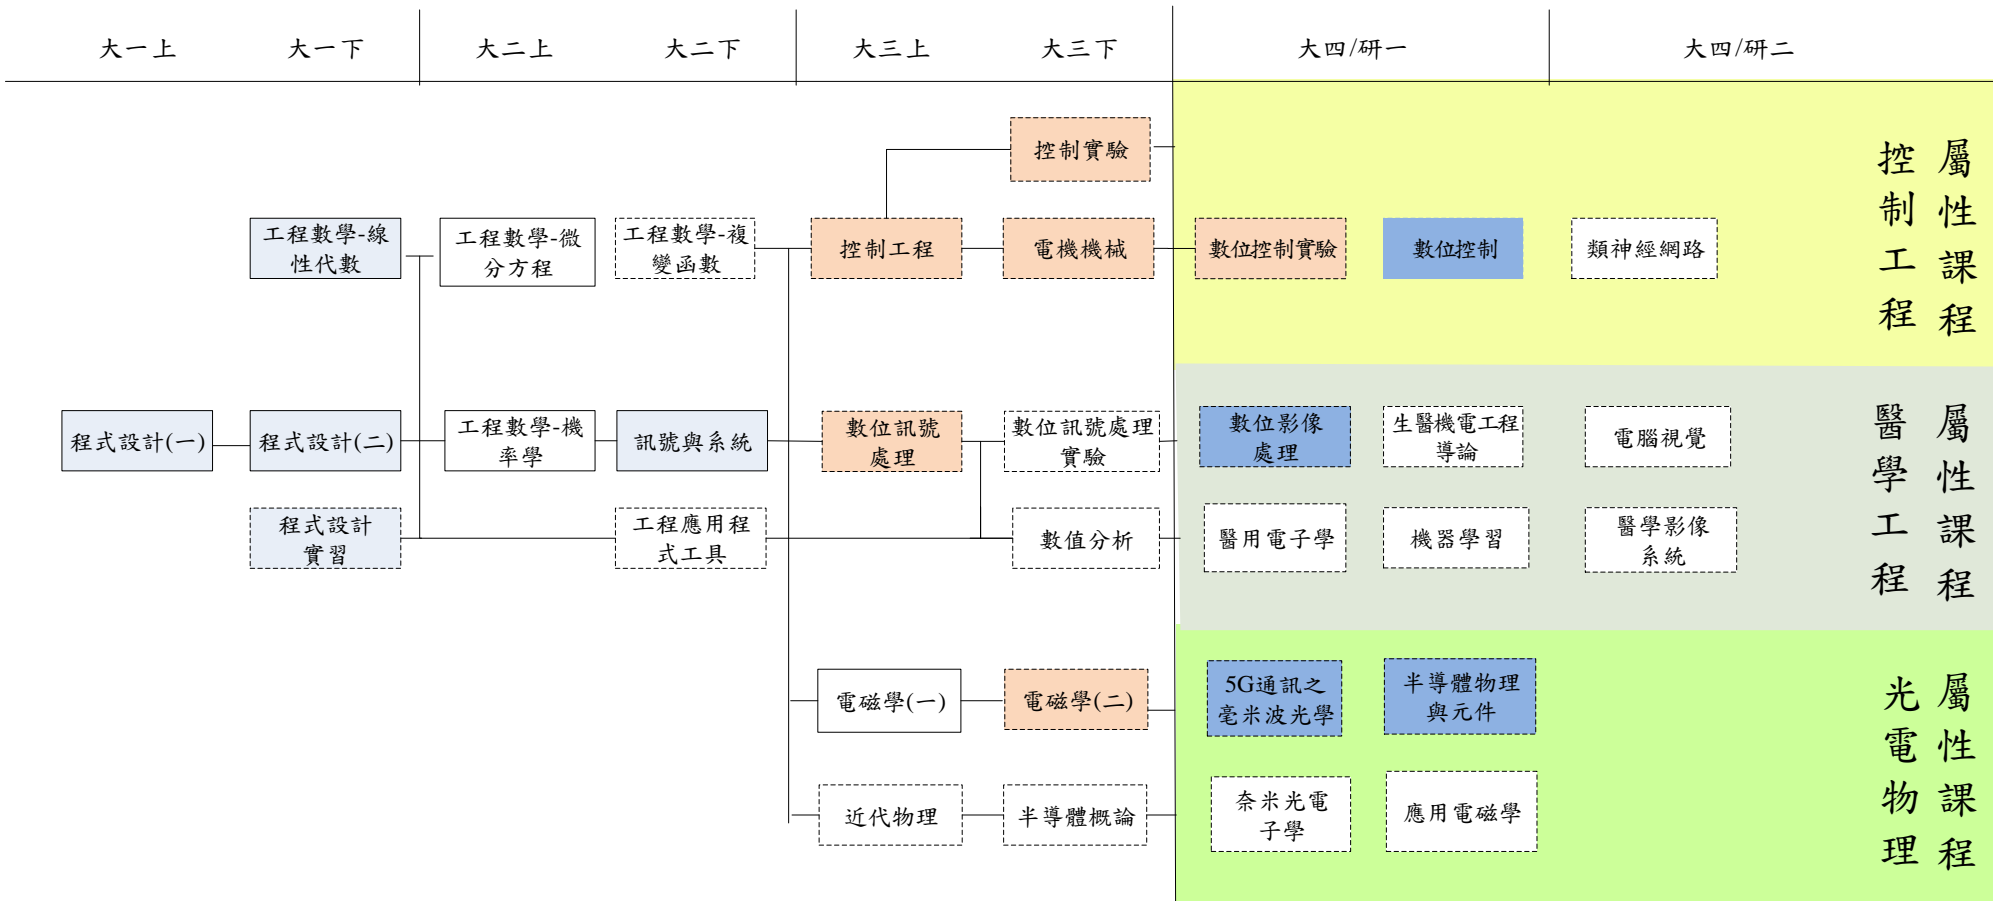 大一上
大一下
大二上
大二下
大三上
大三下
大四/研一
大四/研二
控制實驗
工程數學-線
性代數
工程數學-微
分方程
工程數學-複
變函數
控制工程
電機機械
數位控制實驗
數位控制
類神經網路
控制工程
屬性課程
程式設計(一)
程式設計(二)
工程數學-機
率學
訊號與系統
數位訊號
處理
數位訊號處理
實驗
數位影像
處理
生醫機電工程
導論
電腦視覺
程式設計
實習
工程應用程
式工具
數值分析
醫用電子學
機器學習
醫學影像
系統
醫學工程
屬性課程
電磁學(一)
電磁學(二)
5G通訊之
毫米波光學
半導體物理
與元件
近代物理
半導體概論
奈米光電
子學
應用電磁學
光電物理
屬性課程